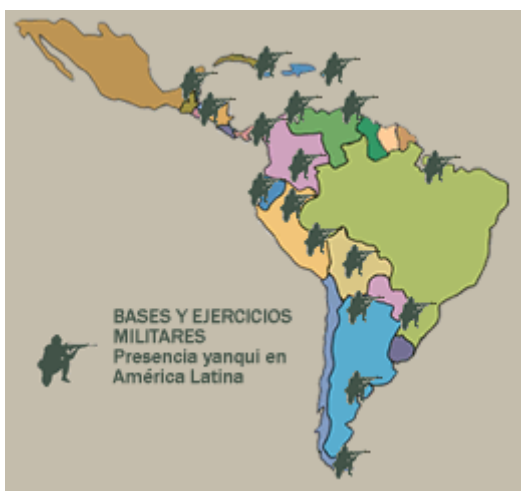 BASES Y EJERCICIOS
MILITARES
Presencia yanqui en
América Latina